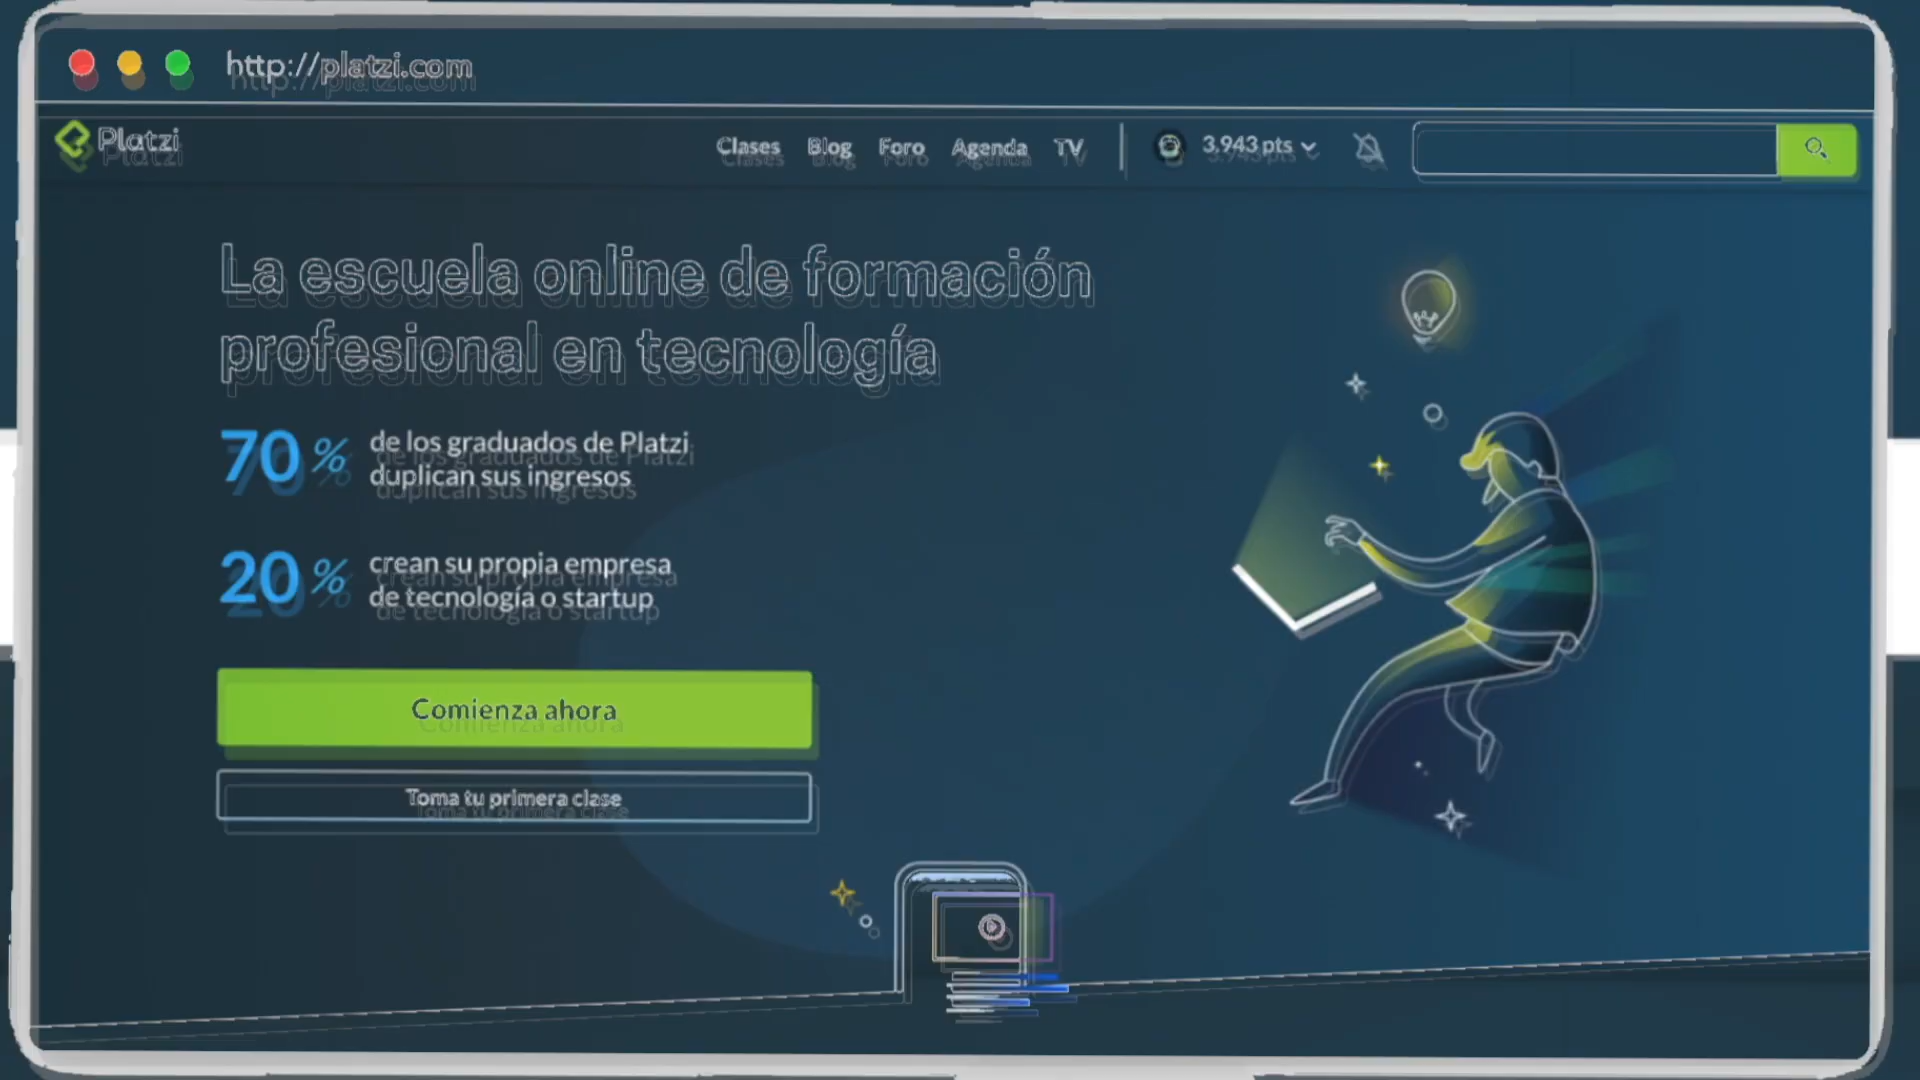 http://platzi.com
Platzi
Clases Blog Foro Agenda TV 3.943 pts
La escuela online de formación
profesional en tecnología
70 % de los graduados de Platzi
duplican sus ingresos
20 % crean su propia empresa
de tecnología o startup
Comienza ahora
Toma tu primera clase